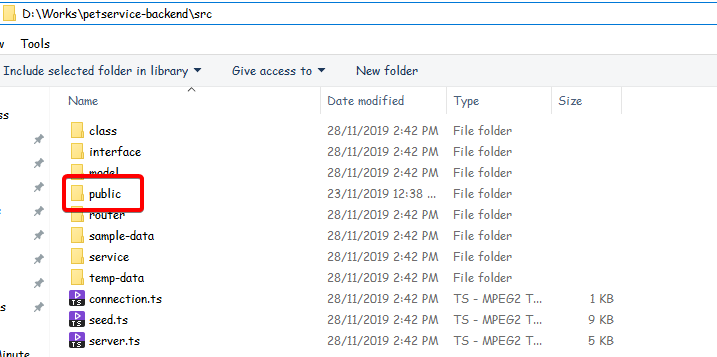 D:\Works\petservice-backend\src
w Tools
Include selected folder in library Give access to New folder
Name Date modified Type Size
class 28/11/2019 2:42 PM File folder
interface 28/11/2019 2:42 PM File folder
model 28/11/2019 2:42 PM File folder
public 23/11/2019 12:38 ... File folder
router 28/11/2019 2:42 PM File folder
sample-data 28/11/2019 2:42 PM File folder
service 28/11/2019 2:42 PM File folder
temp-data 28/11/2019 2:42 PM File folder
TS connection.ts 28/11/2019 2:42 PM TS - MPEG2 T... 1 KB
TS seed.ts 28/11/2019 2:42 PM TS - MPEG2 T... 9 KB
TS server.ts 28/11/2019 2:42 PM TS - MPEG2 T... 5 KB
ss
s
Minute